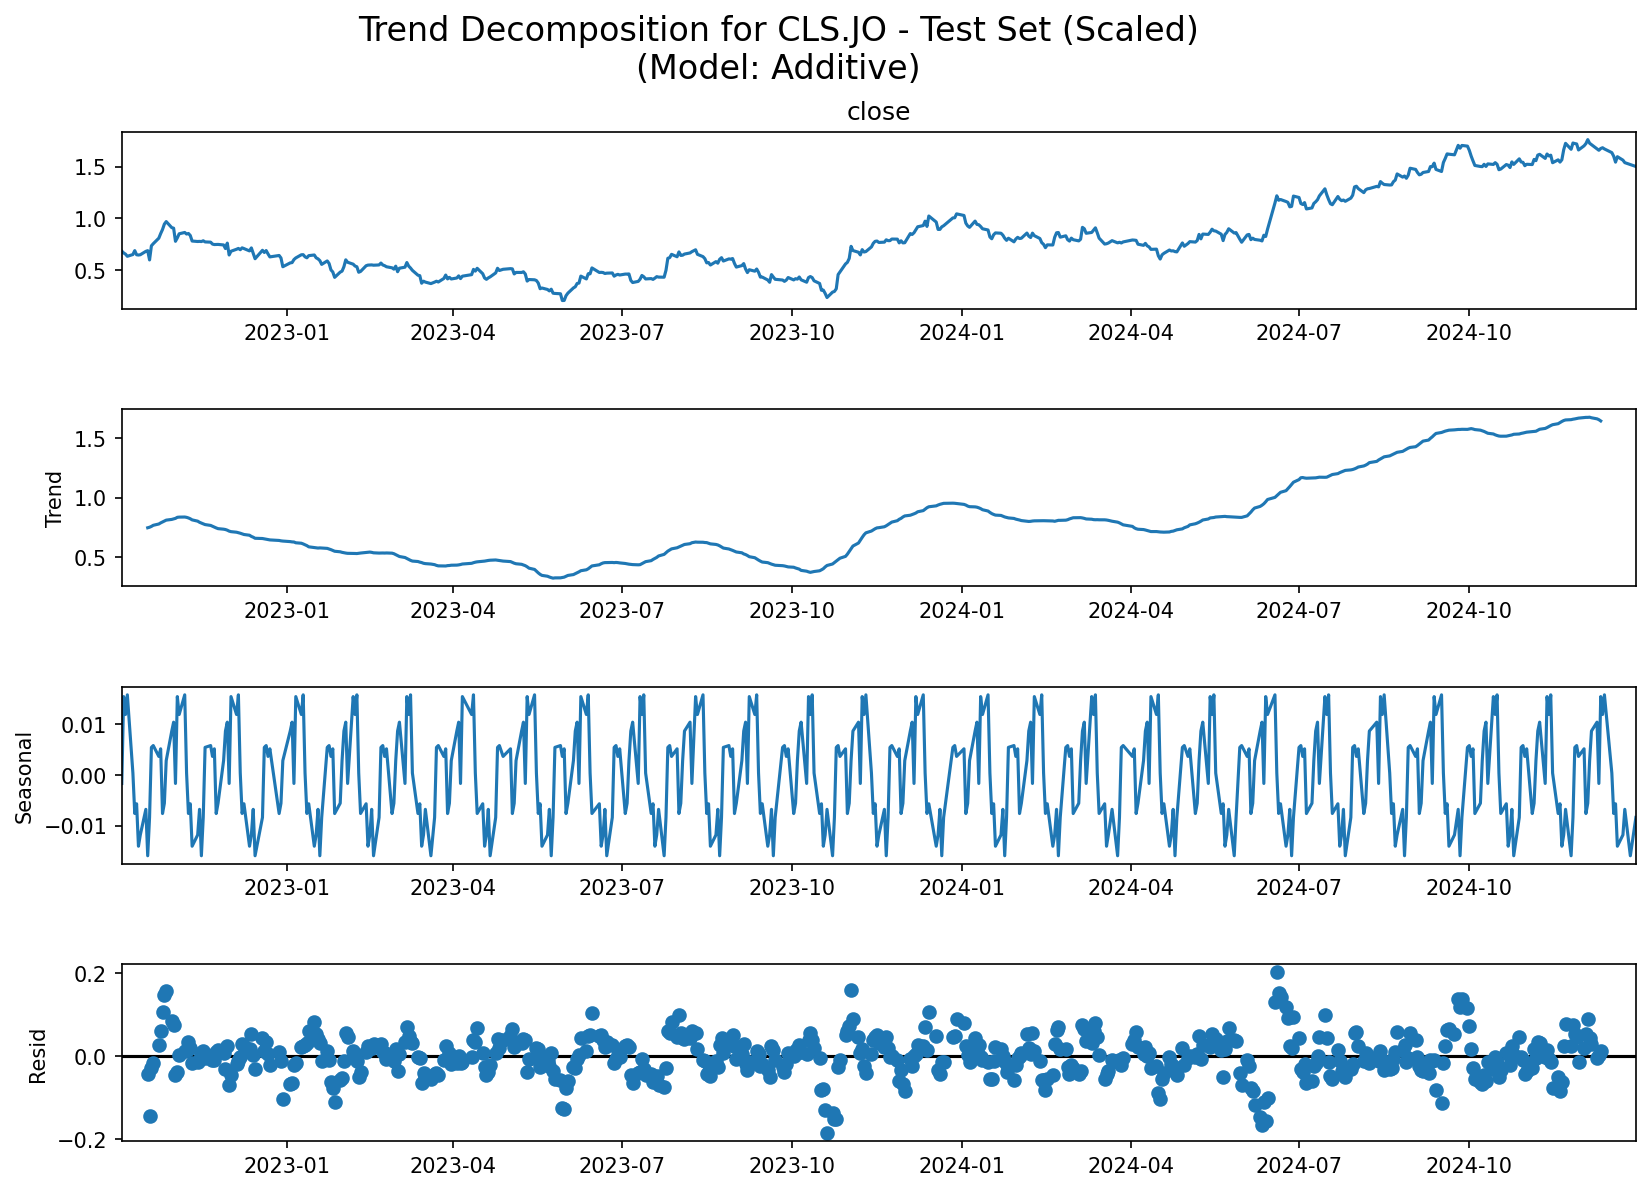 Trend Decomposition for CLS.JO - Test Set (Scaled)
(Model: Additive)
close
1.5
1.0
0.5
2023-01 2023-04 2023-07 2023-10 2024-01 2024-04 2024-07 2024-10
Trend
1.5
1.0
0.5
2023-01 2023-04 2023-07 2023-10 2024-01 2024-04 2024-07 2024-10
Seasonal
0.01
0.00
−0.01
2023-01 2023-04 2023-07 2023-10 2024-01 2024-04 2024-07 2024-10
Resid
0.2
0.0
−0.2
2023-01 2023-04 2023-07 2023-10 2024-01 2024-04 2024-07 2024-10